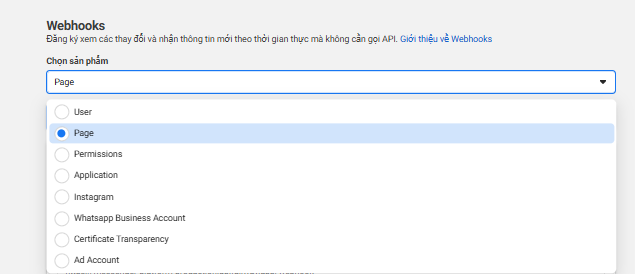 Webhooks
Đăng ký xem các thay đổi và nhận thông tin mới theo thời gian thực mà không cần gọi API. Giới thiệu về Webhooks
Chọn sản phẩm
Page
User
Page
Permissions
Application
Instagram
Whatsapp Business Account
Certificate Transparency
Ad Account